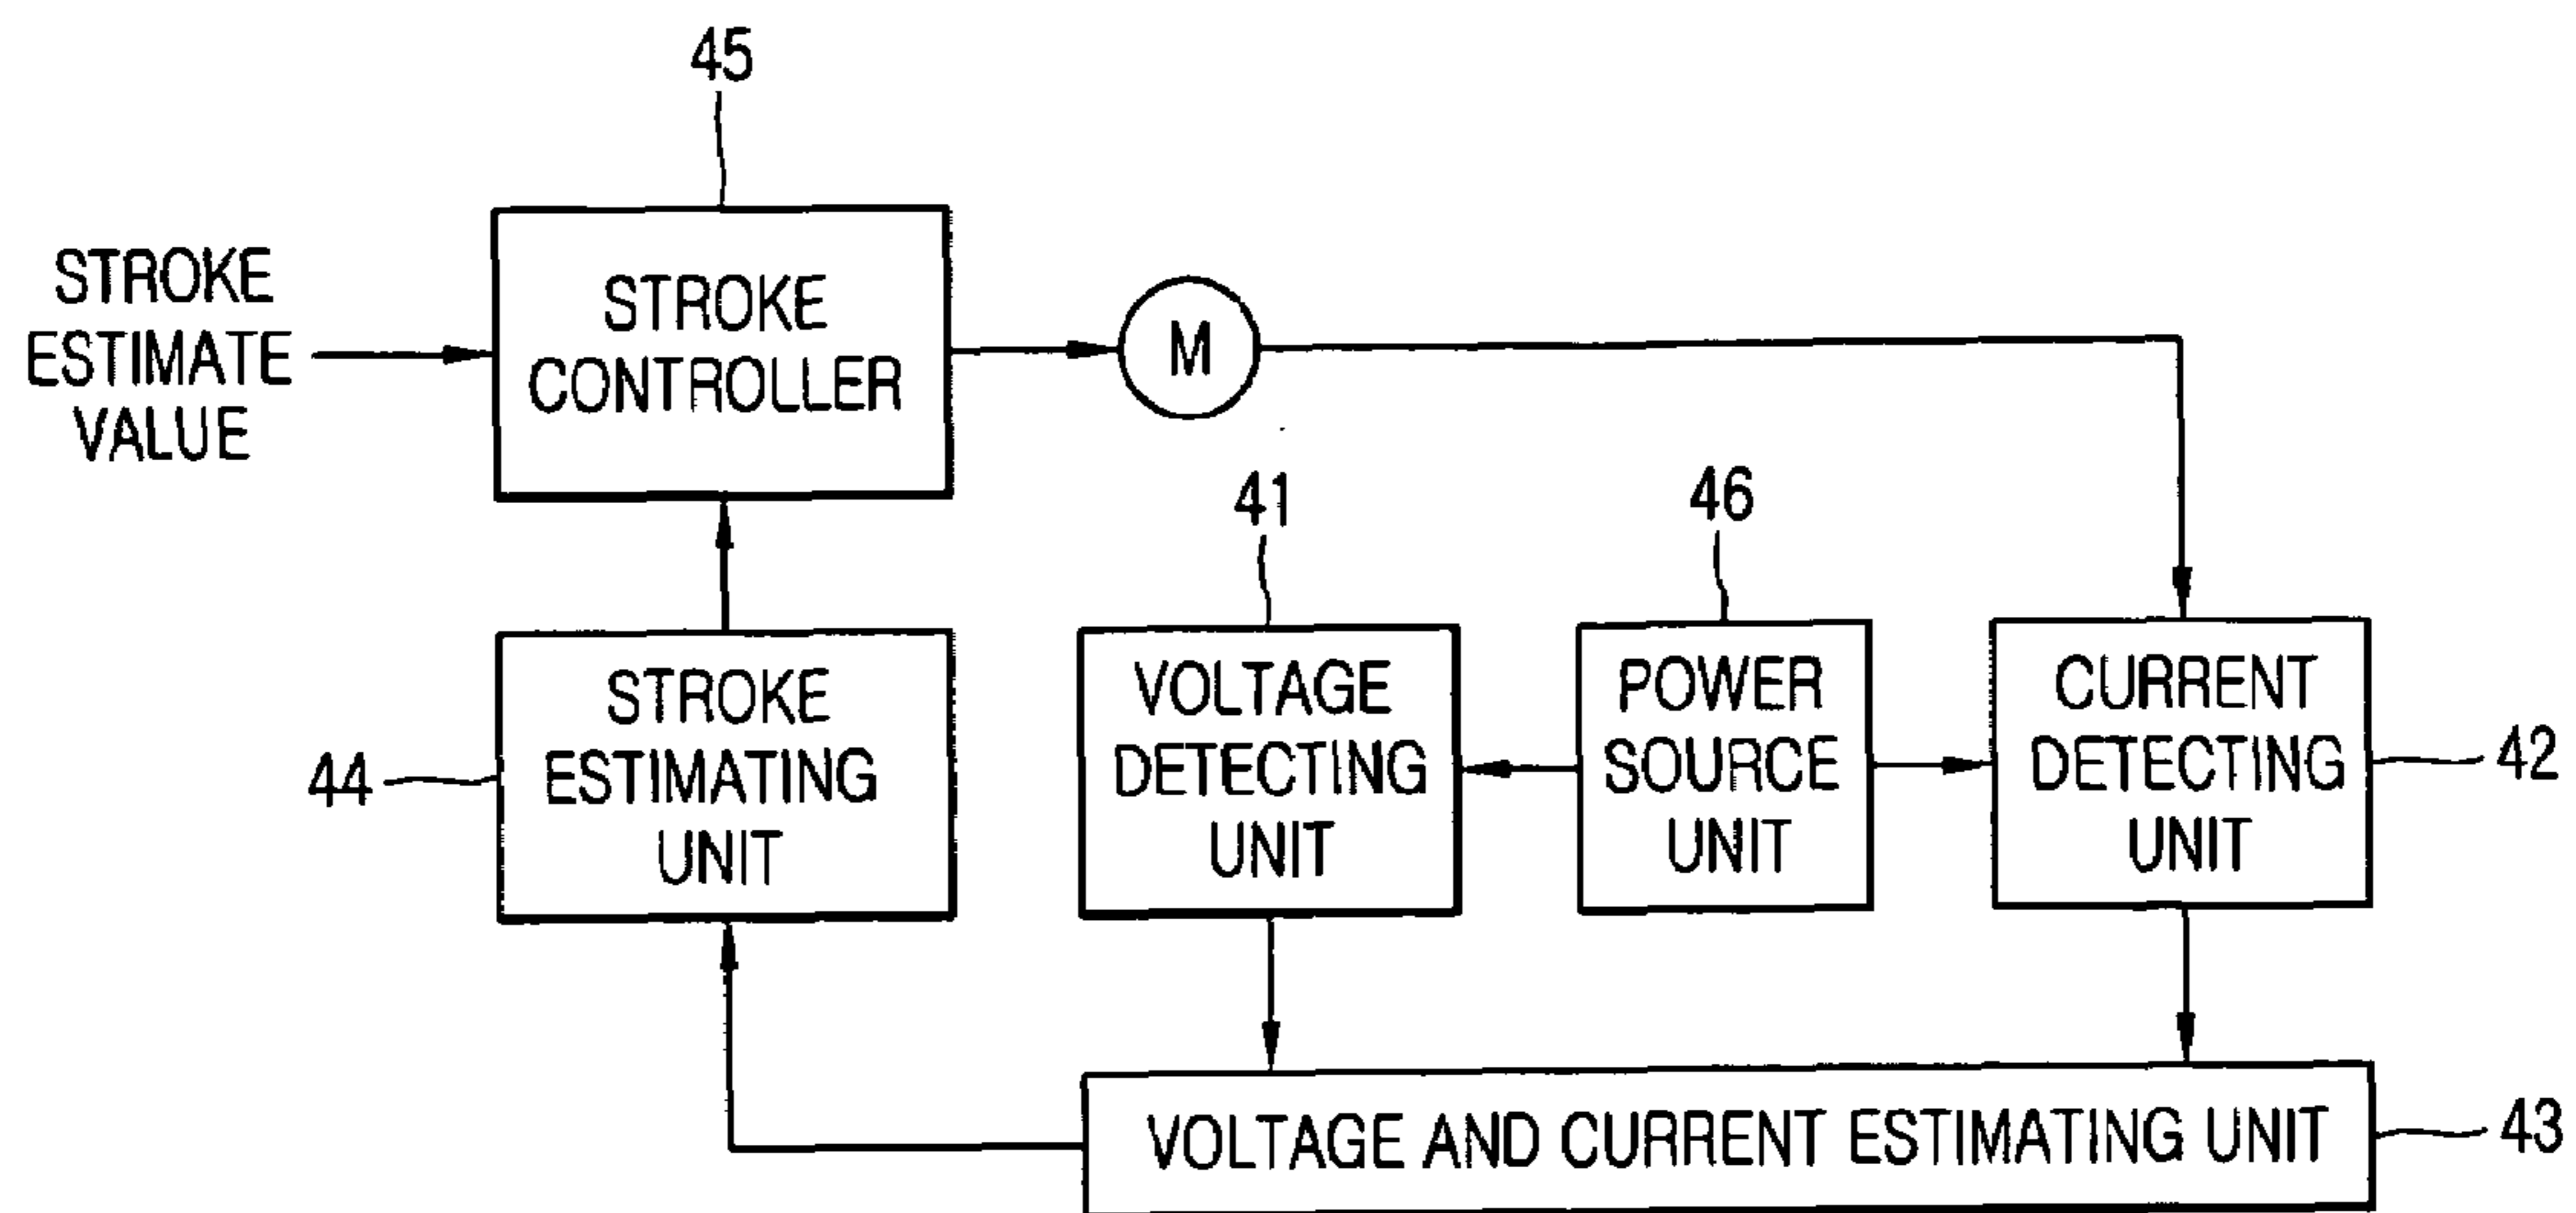 45
STROKE
ESTIMATE
VALUE
STROKE
CONTROLLER
M
41
46
44
STROKE
ESTIMATING
UNIT
VOLTAGE
DETECTING
UNIT
POWER
SOURCE
UNIT
CURRENT
DETECTING
UNIT
42
VOLTAGE AND CURRENT ESTIMATING UNIT
43